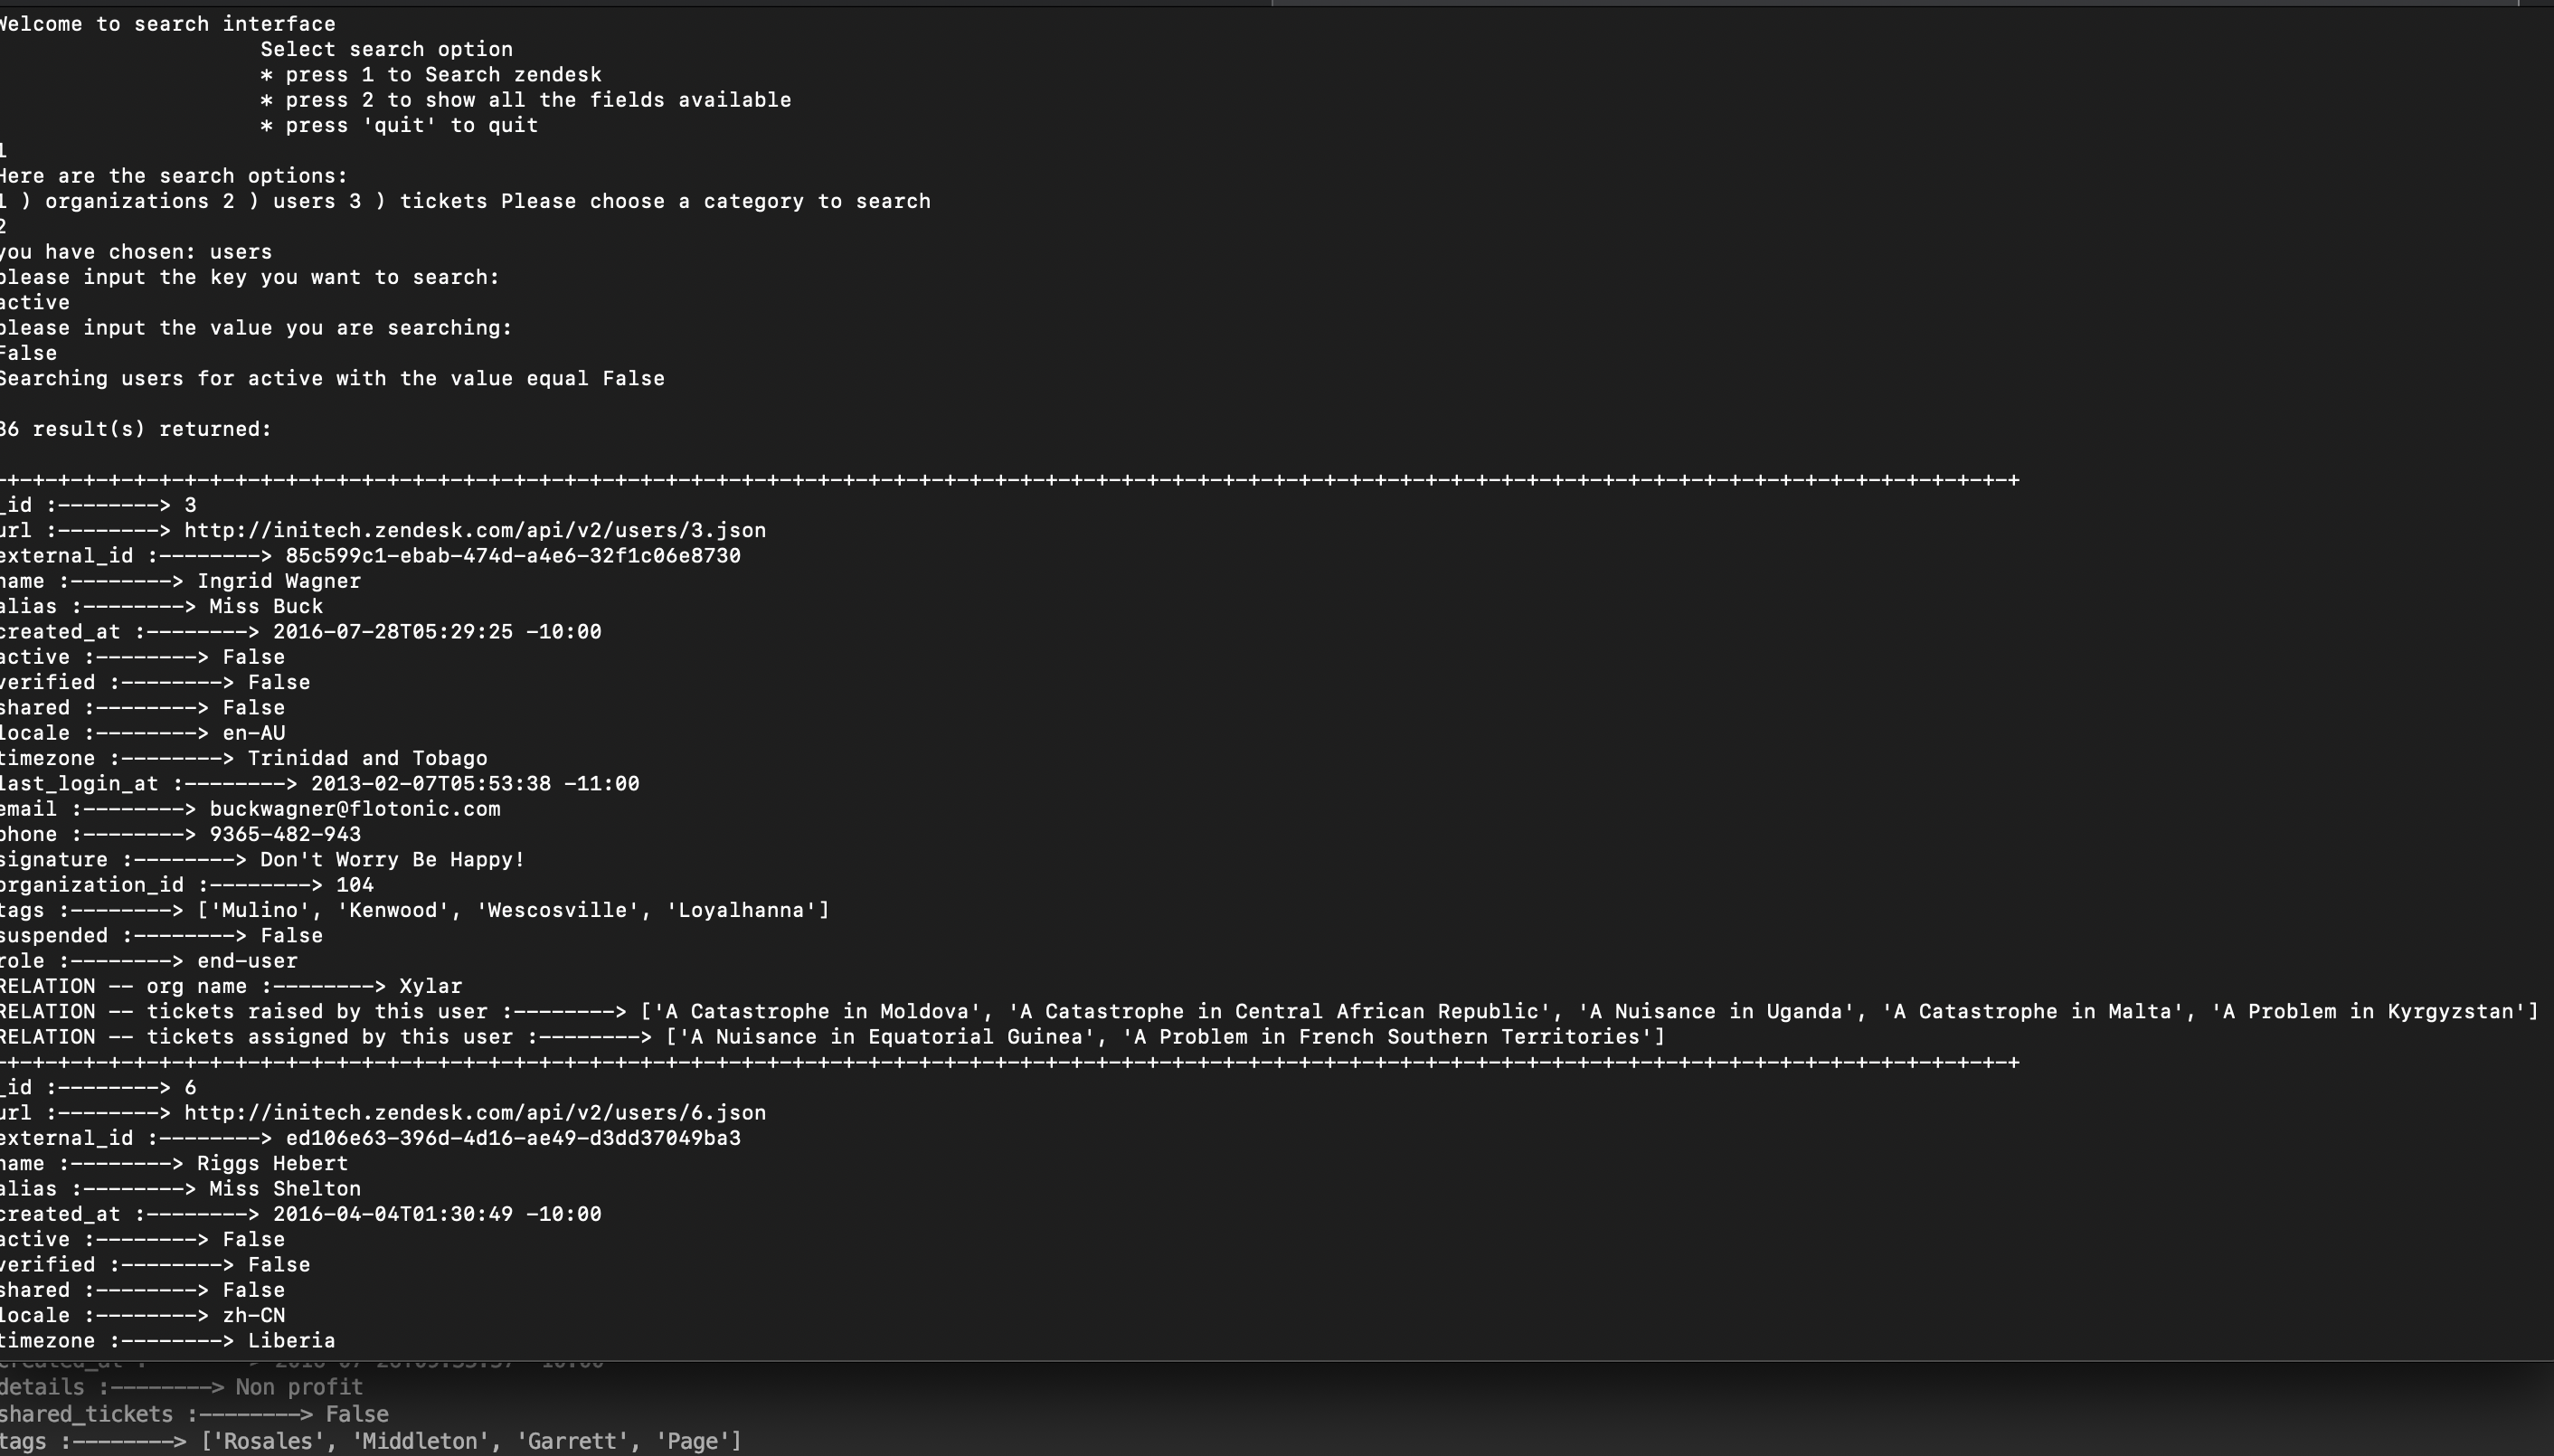 Welcome to search interface
Select search option
* press 1 to Search zendesk
* press 2 to show all the fields available
* press 'quit' to quit
1
Here are the search options:
1 ) organizations 2 ) users 3 ) tickets Please choose a category to search
2
you have chosen: users
please input the key you want to search:
active
please input the value you are searching:
False
Searching users for active with the value equal False
36 result(s) returned:
-+-+-+-+-+-+-+-+-+-+-+-+-+-+-+-+-+-+-+-+-+-+-+-+-+-+-+-+-+-+-+-+-+-+-+-+-+-+-+-+-+-+-+-+-+-+-+-+-+-+-+-+-+-+-+-+-+-+-+-+-+-+-+-+-+-+-+-+-+-+-+-+-+-+-+-+-+-+-+-+
_id :--------> 3
url :--------> http://initech.zendesk.com/api/v2/users/3.json
external_id :--------> 85c599c1-ebab-474d-a4e6-32f1c06e8730
name :--------> Ingrid Wagner
alias :--------> Miss Buck
created_at :--------> 2016-07-28T05:29:25 -10:00
active :--------> False
verified :--------> False
shared :--------> False
locale :--------> en-AU
timezone :--------> Trinidad and Tobago
last_login_at :--------> 2013-02-07T05:53:38 -11:00
email :--------> buckwagner@flotonic.com
phone :--------> 9365-482-943
signature :--------> Don't Worry Be Happy!
organization_id :--------> 104
tags :--------> ['Mulino', 'Kenwood', 'Wescosville', 'Loyalhanna']
suspended :--------> False
role :--------> end-user
RELATION -- org name :--------> Xylar
RELATION -- tickets raised by this user :--------> ['A Catastrophe in Moldova', 'A Catastrophe in Central African Republic', 'A Nuisance in Uganda', 'A Catastrophe in Malta', 'A Problem in Kyrgyzstan']
RELATION -- tickets assigned by this user :--------> ['A Nuisance in Equatorial Guinea', 'A Problem in French Southern Territories']
-+-+-+-+-+-+-+-+-+-+-+-+-+-+-+-+-+-+-+-+-+-+-+-+-+-+-+-+-+-+-+-+-+-+-+-+-+-+-+-+-+-+-+-+-+-+-+-+-+-+-+-+-+-+-+-+-+-+-+-+-+-+-+-+-+-+-+-+-+-+-+-+-+-+-+-+-+-+-+-+
_id :--------> 6
url :--------> http://initech.zendesk.com/api/v2/users/6.json
external_id :--------> ed106e63-396d-4d16-ae49-d3dd37049ba3
name :--------> Riggs Hebert
alias :--------> Miss Shelton
created_at :--------> 2016-04-04T01:30:49 -10:00
active :--------> False
verified :--------> False
shared :--------> False
locale :--------> zh-CN
timezone :--------> Liberia
details :--------> Non profit
shared_tickets :--------> False
tags :--------> ['Rosales', 'Middleton', 'Garrett', 'Page']